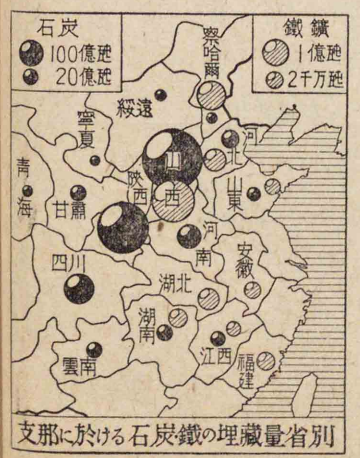 石炭
100億瓲
20億瓲
鐵鑛
1億瓲
2千万瓲
察哈爾
綏遠
寧夏
河北
山西
陝西
山東
青海
甘肅
河南
安徽
四川
湖北
湖南
江西
福建
雲南
支那に於ける石炭・鐵の埋藏量省別